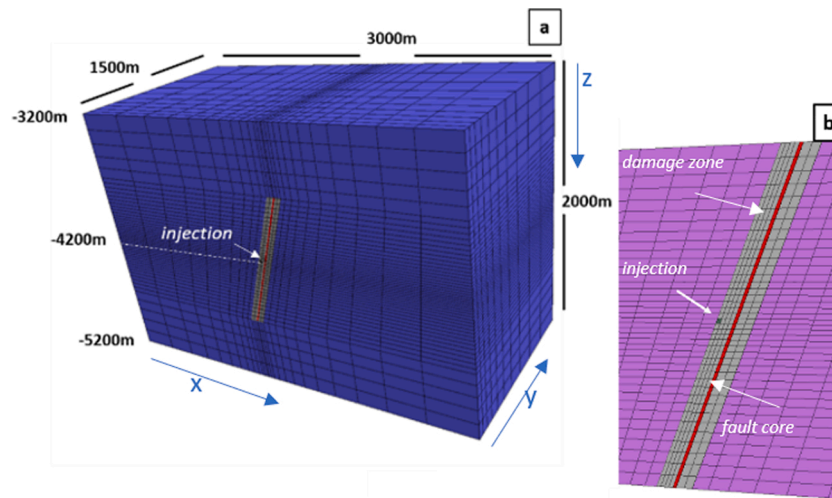 a
3000m
1500m
z
-3200m
b
damage zone
2000m
injection
-4200m
injection
-5200m
x
y
fault core